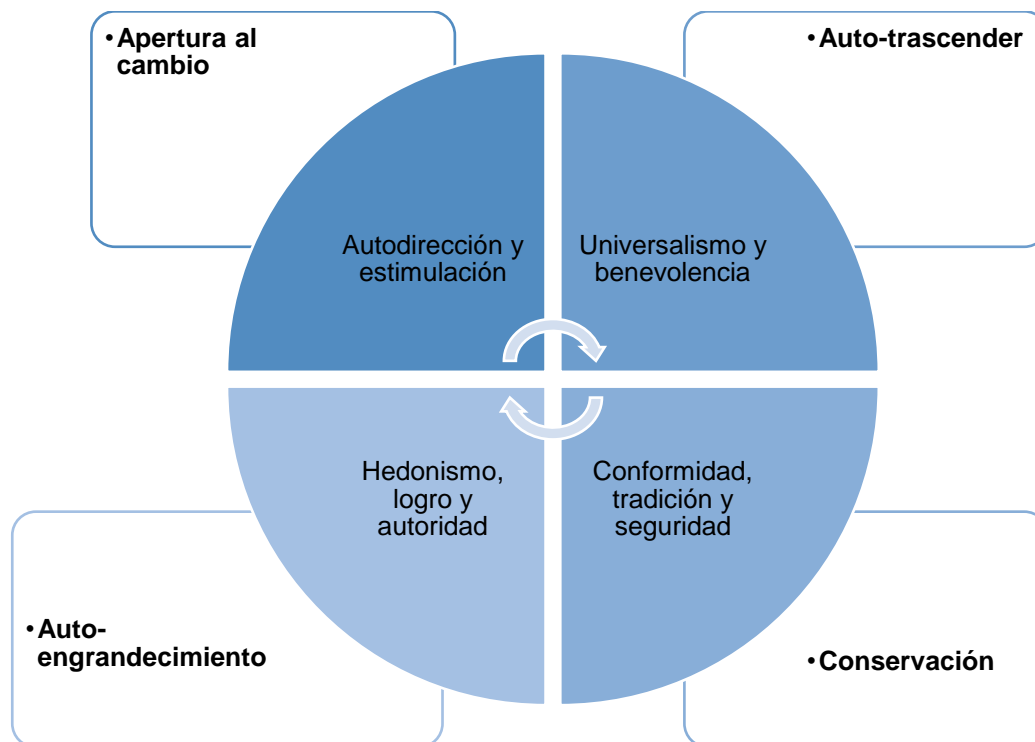 •Apertura al
cambio
•Auto-trascender
Autodirección y
estimulación
Universalismo y
benevolencia
Hedonismo,
logro y
autoridad
Conformidad,
tradición y
seguridad
•Auto-
engrandecimiento
•Conservación